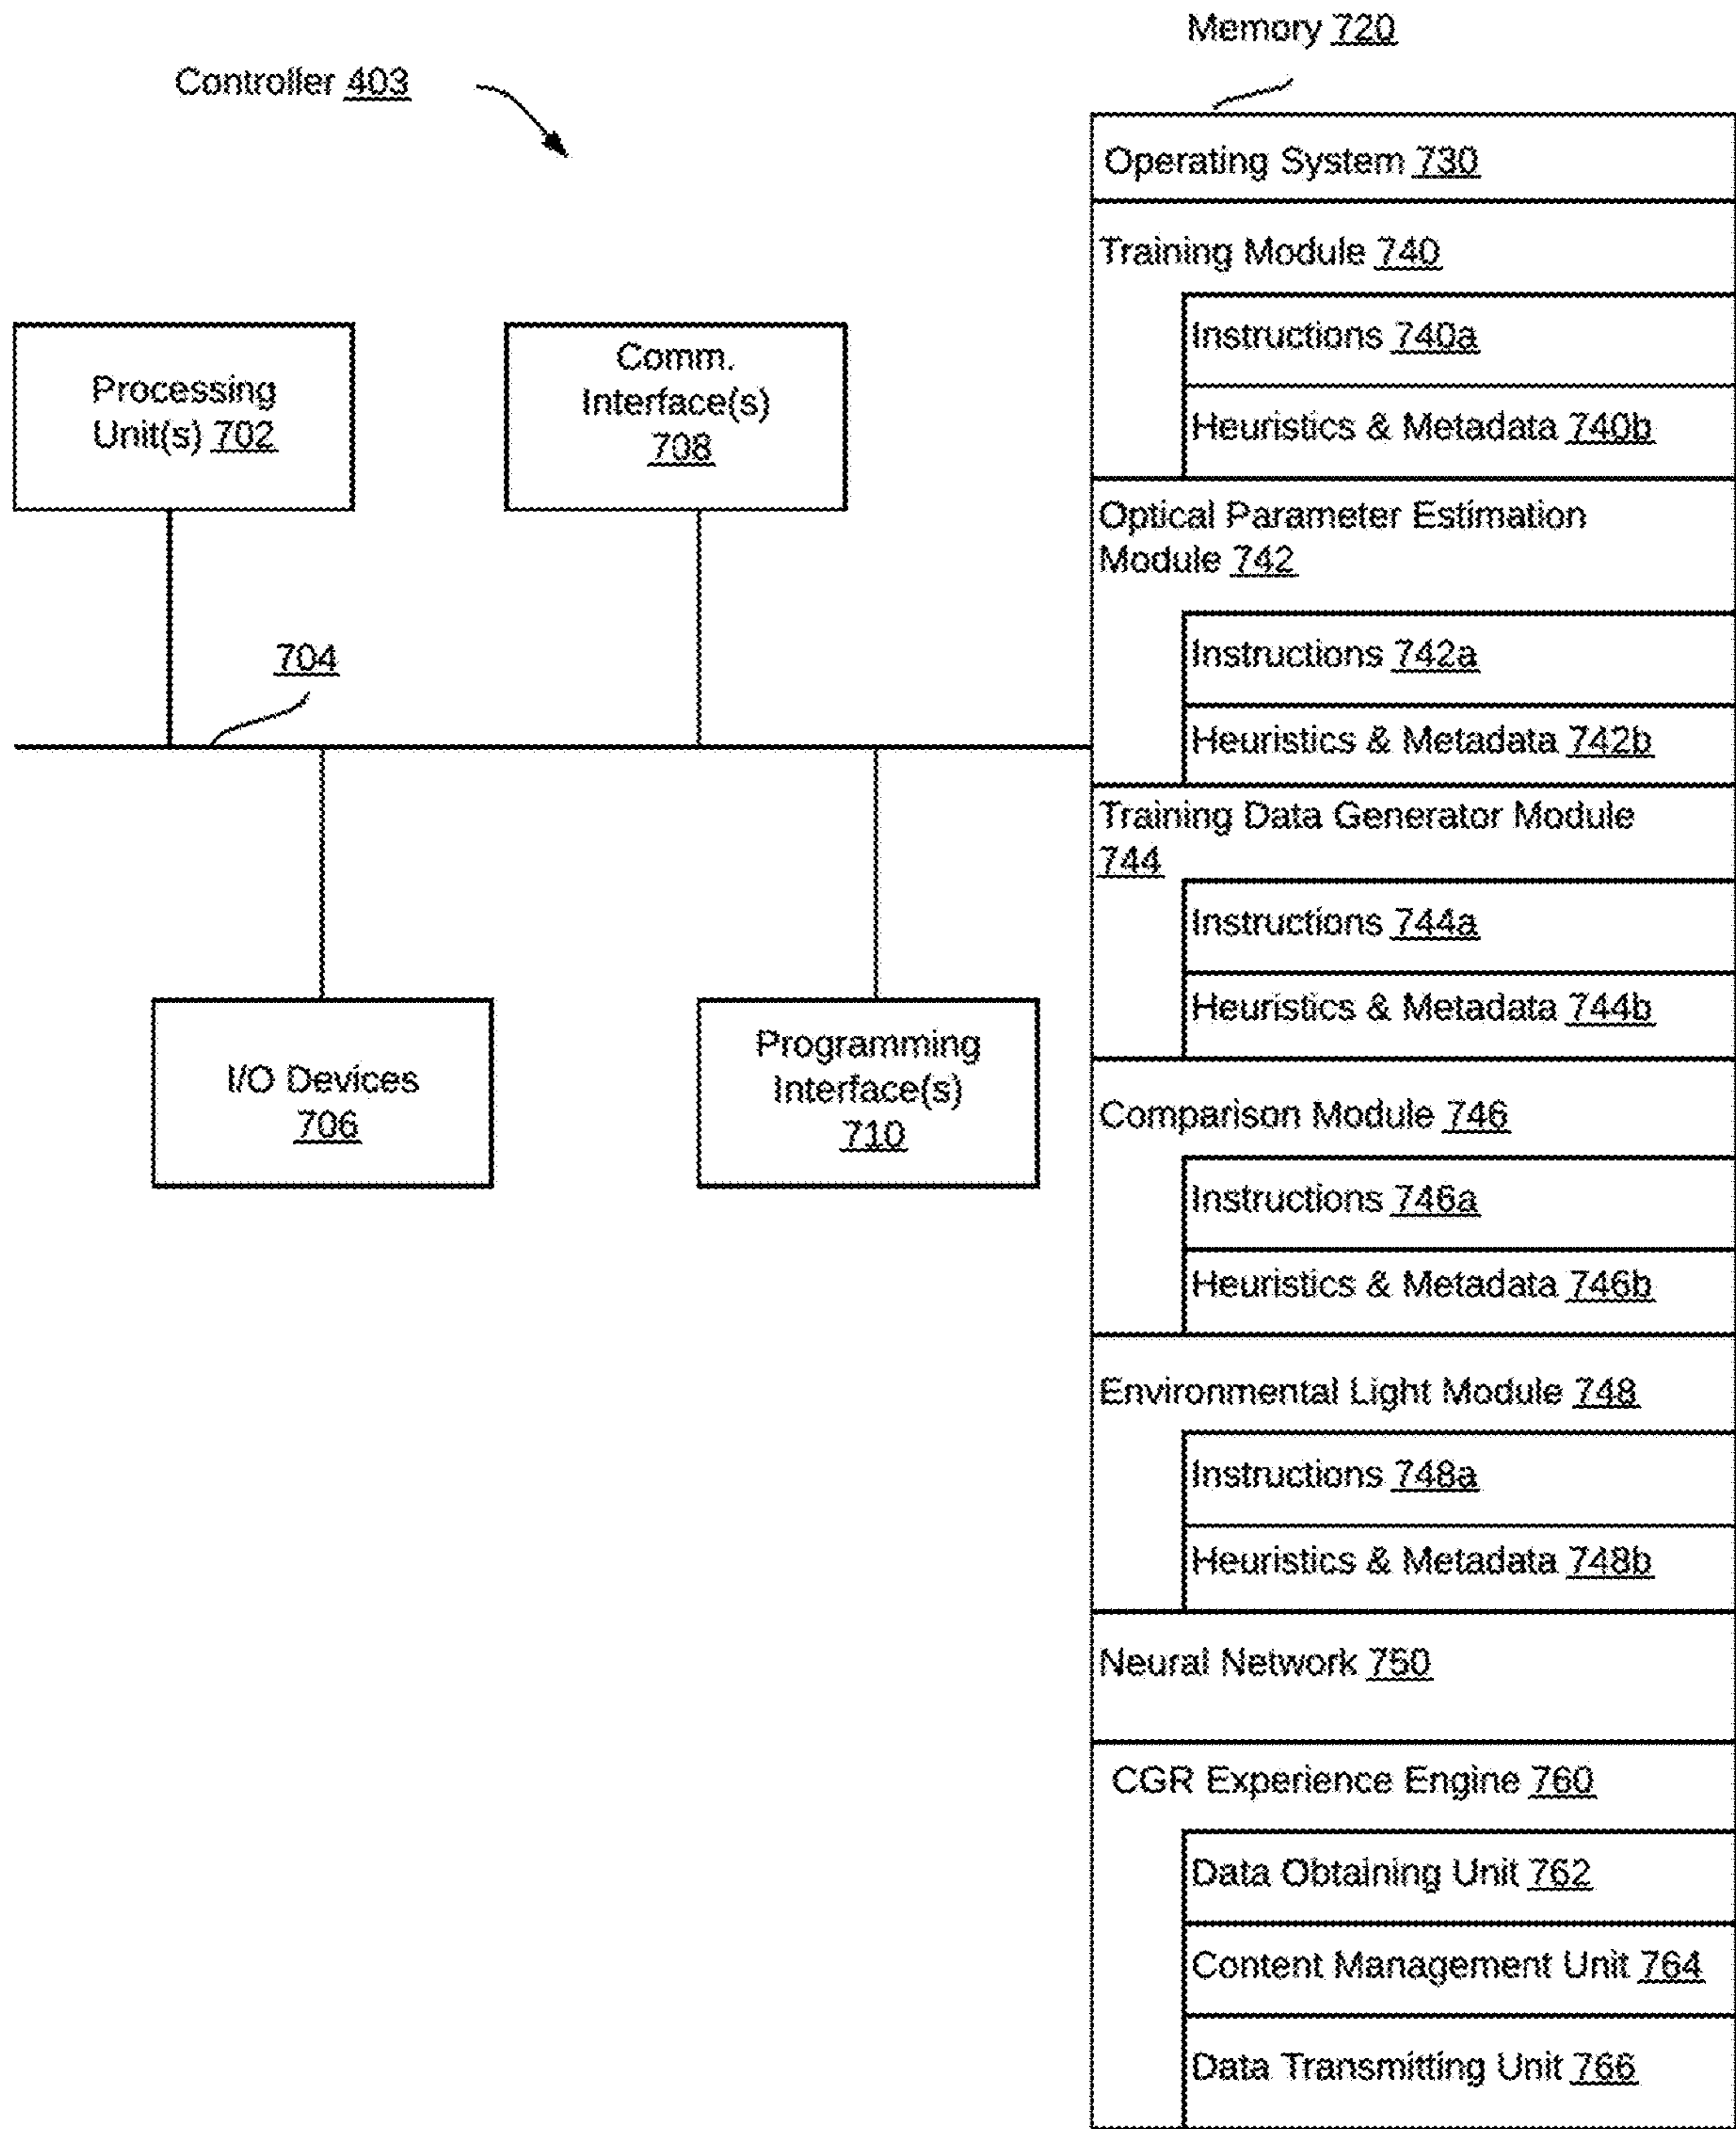 Controller 403
Memory 720
Processing
Unit(s) 702
Comm.
Interface(s)
708
704
I/O Devices
706
Programming
Interface(s)
710
Operating System 730
Training Module 740
Instructions 740a
Heuristics & Metadata 740b
Optical Parameter Estimation
Module 742
Instructions 742a
Heuristics & Metadata 742b
Training Data Generator Module
744
Instructions 744a
Heuristics & Metadata 744b
Comparison Module 746
Instructions 746a
Heuristics & Metadata 746b
Environmental Light Module 748
Instructions 748a
Heuristics & Metadata 748b
Neural Network 750
CGR Experience Engine 760
Data Obtaining Unit 762
Content Management Unit 764
Data Transmitting Unit 766